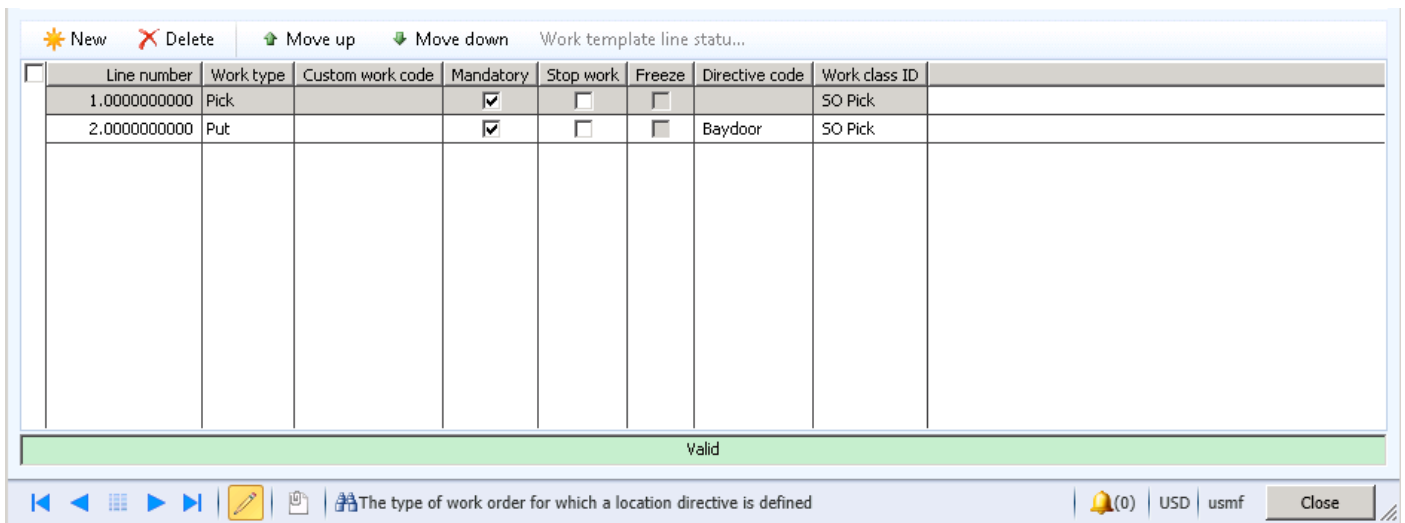 New Delete Move up Move down Work template line statu...
Line number Work type Custom work code Mandatory Stop work Freeze Directive code Work class ID
1.0000000000 Pick SO Pick
2.0000000000 Put Baydoor SO Pick
Valid
The type of work order for which a location directive is defined (0) USD usmf Close